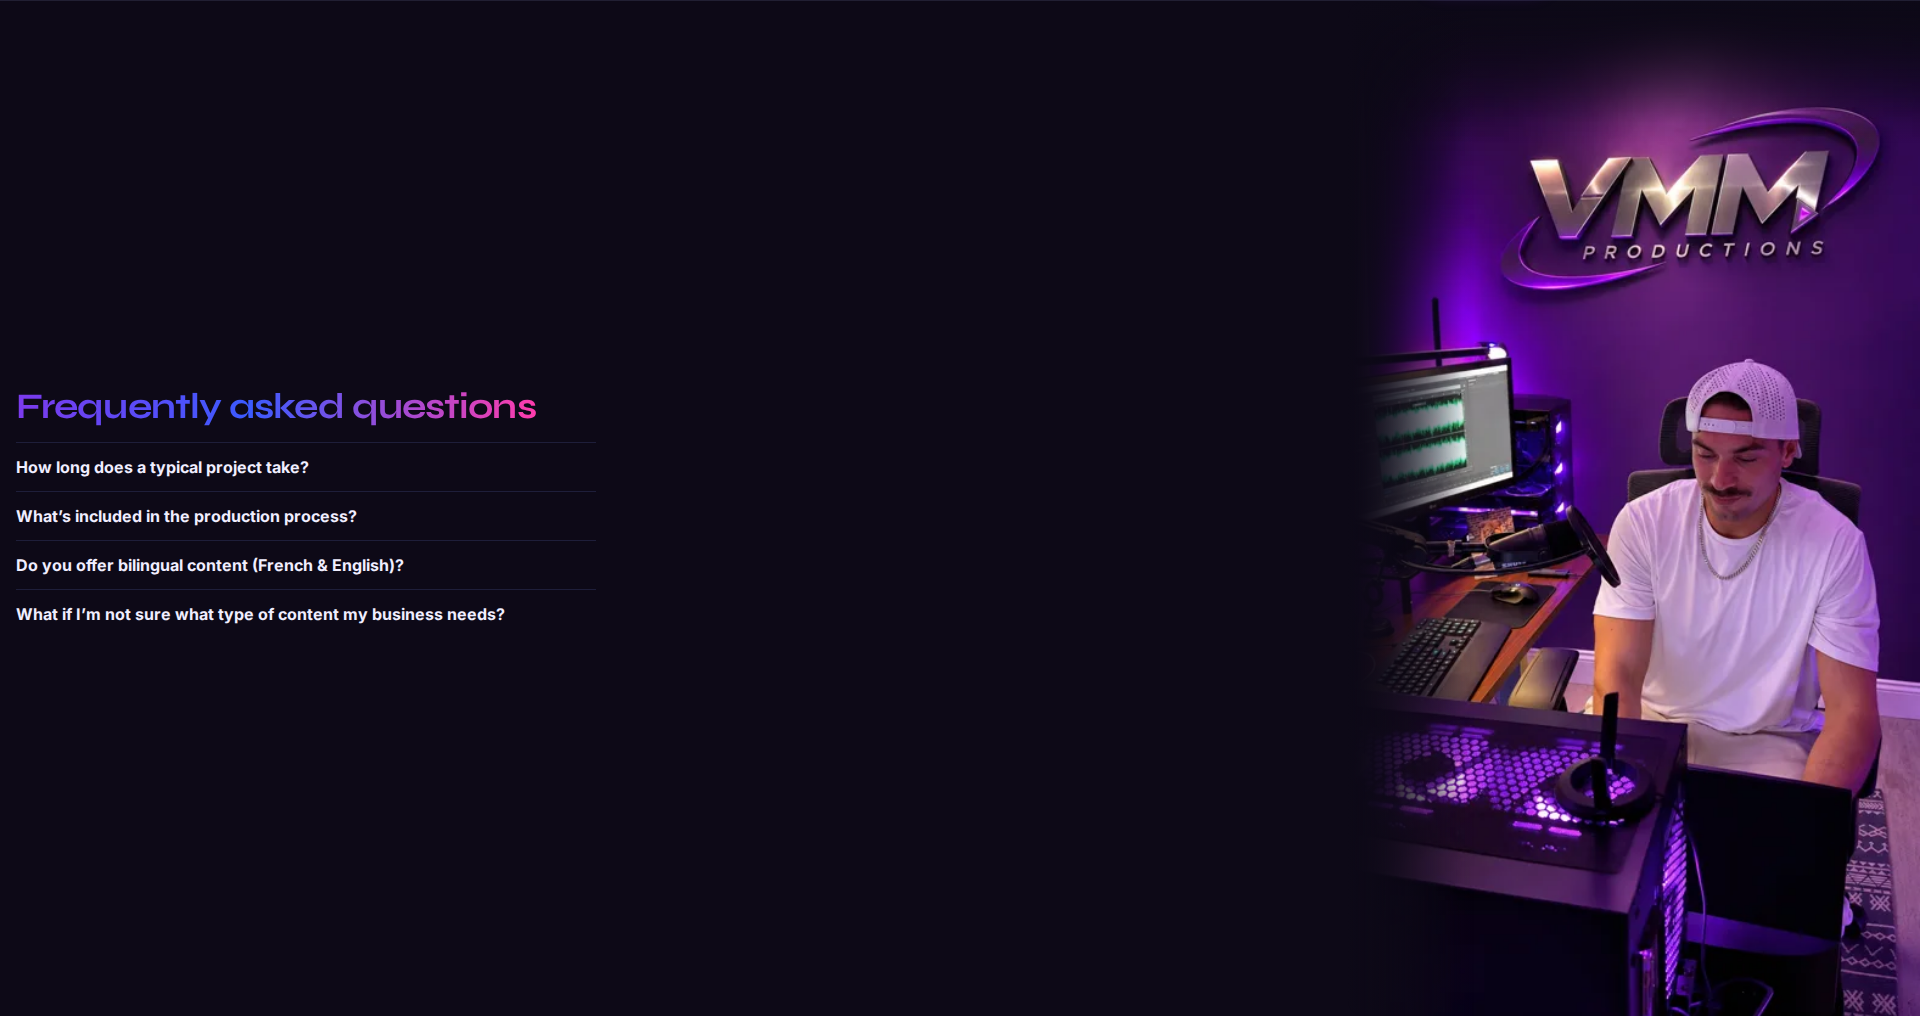 VMM
PRODUCTIONS
Frequently asked questions
How long does a typical project take?
What’s included in the production process?
Do you offer bilingual content (French & English)?
What if I’m not sure what type of content my business needs?